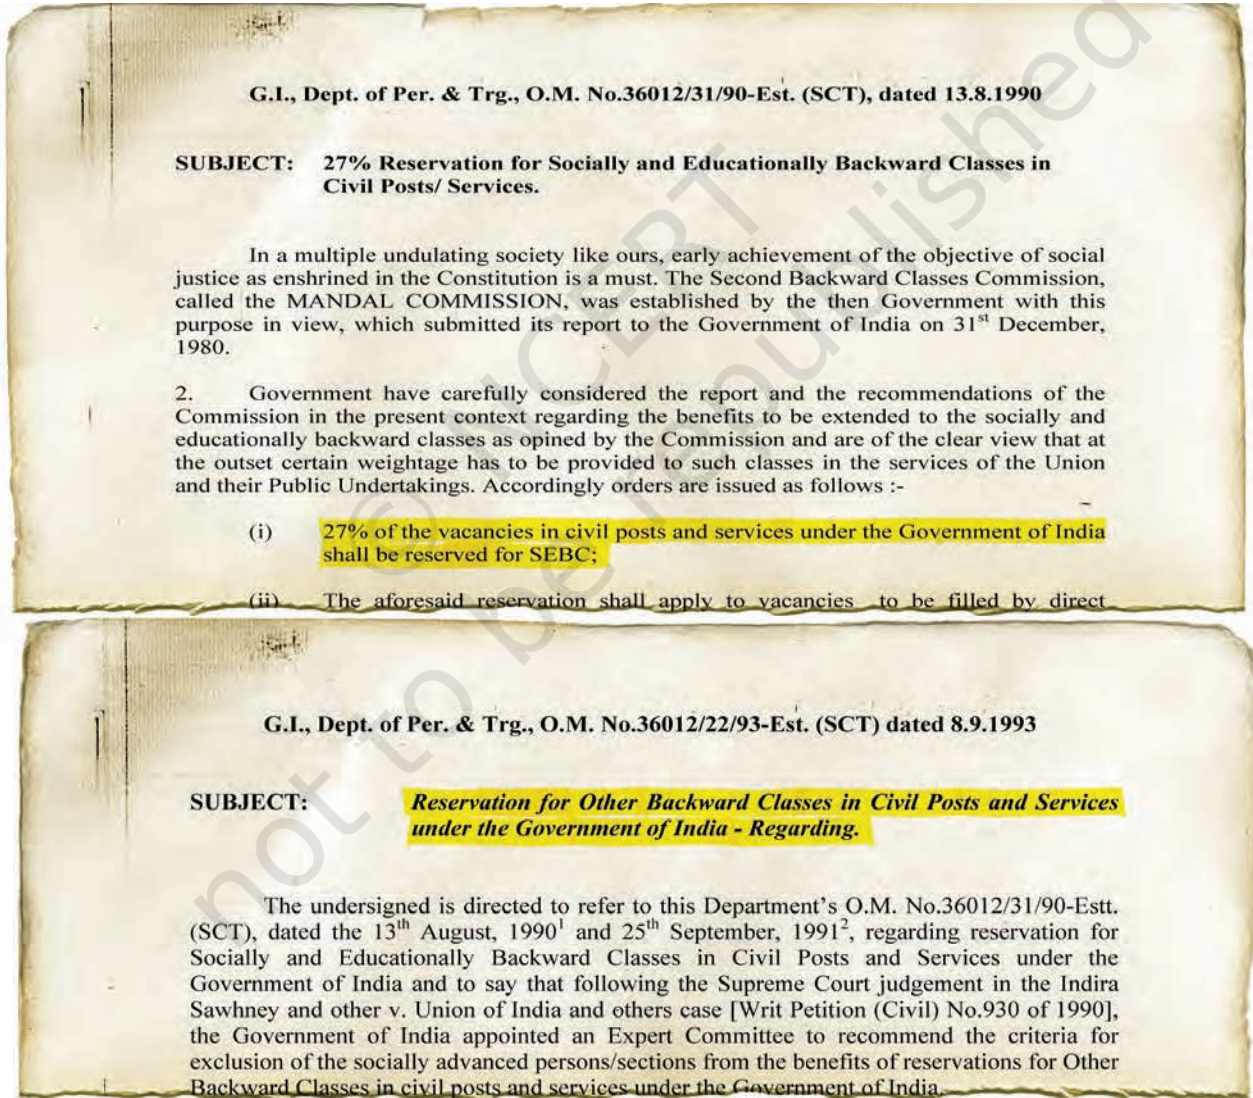 G.I., Dept. of Per. & Trg., O.M. No.36012/31/90-Est. (SCT), dated 13.8.1990
SUBJECT: 27% Reservation for Socially and Educationally Backward Classes in
Civil Posts/ Services.
In a multiple undulating society like ours, early achievement of the objective of social
justice as enshrined in the Constitution is a must. The Second Backward Classes Commission,
called the MANDAL COMMISSION, was established by the then Government with this
purpose in view, which submitted its report to the Government of India on 31st December,
1980.
2. Government have carefully considered the report and the recommendations of the
Commission in the present context regarding the benefits to be extended to the socially and
educationally backward classes as opined by the Commission and are of the clear view that at
the outset certain weightage has to be provided to such classes in the services of the Union
and their Public Undertakings. Accordingly orders are issued as follows :-
(i) 27% of the vacancies in civil posts and services under the Government of India
shall be reserved for SEBC;
(ii) The aforesaid reservation shall apply to vacancies to be filled by direct
G.I., Dept. of Per. & Trg., O.M. No.36012/22/93-Est. (SCT) dated 8.9.1993
SUBJECT: Reservation for Other Backward Classes in Civil Posts and Services
under the Government of India - Regarding.
The undersigned is directed to refer to this Department's O.M. No.36012/31/90-Estt.
(SCT), dated the 13th August, 1990¹ and 25th September, 1991², regarding reservation for
Socially and Educationally Backward Classes in Civil Posts and Services under the
Government of India and to say that following the Supreme Court judgement in the Indira
Sawhney and other v. Union of India and others case [Writ Petition (Civil) No.930 of 1990],
the Government of India appointed an Expert Committee to recommend the criteria for
exclusion of the socially advanced persons/sections from the benefits of reservations for Other
Backward Classes in civil posts and services under the Government of India.
© NCERT
not to be republished